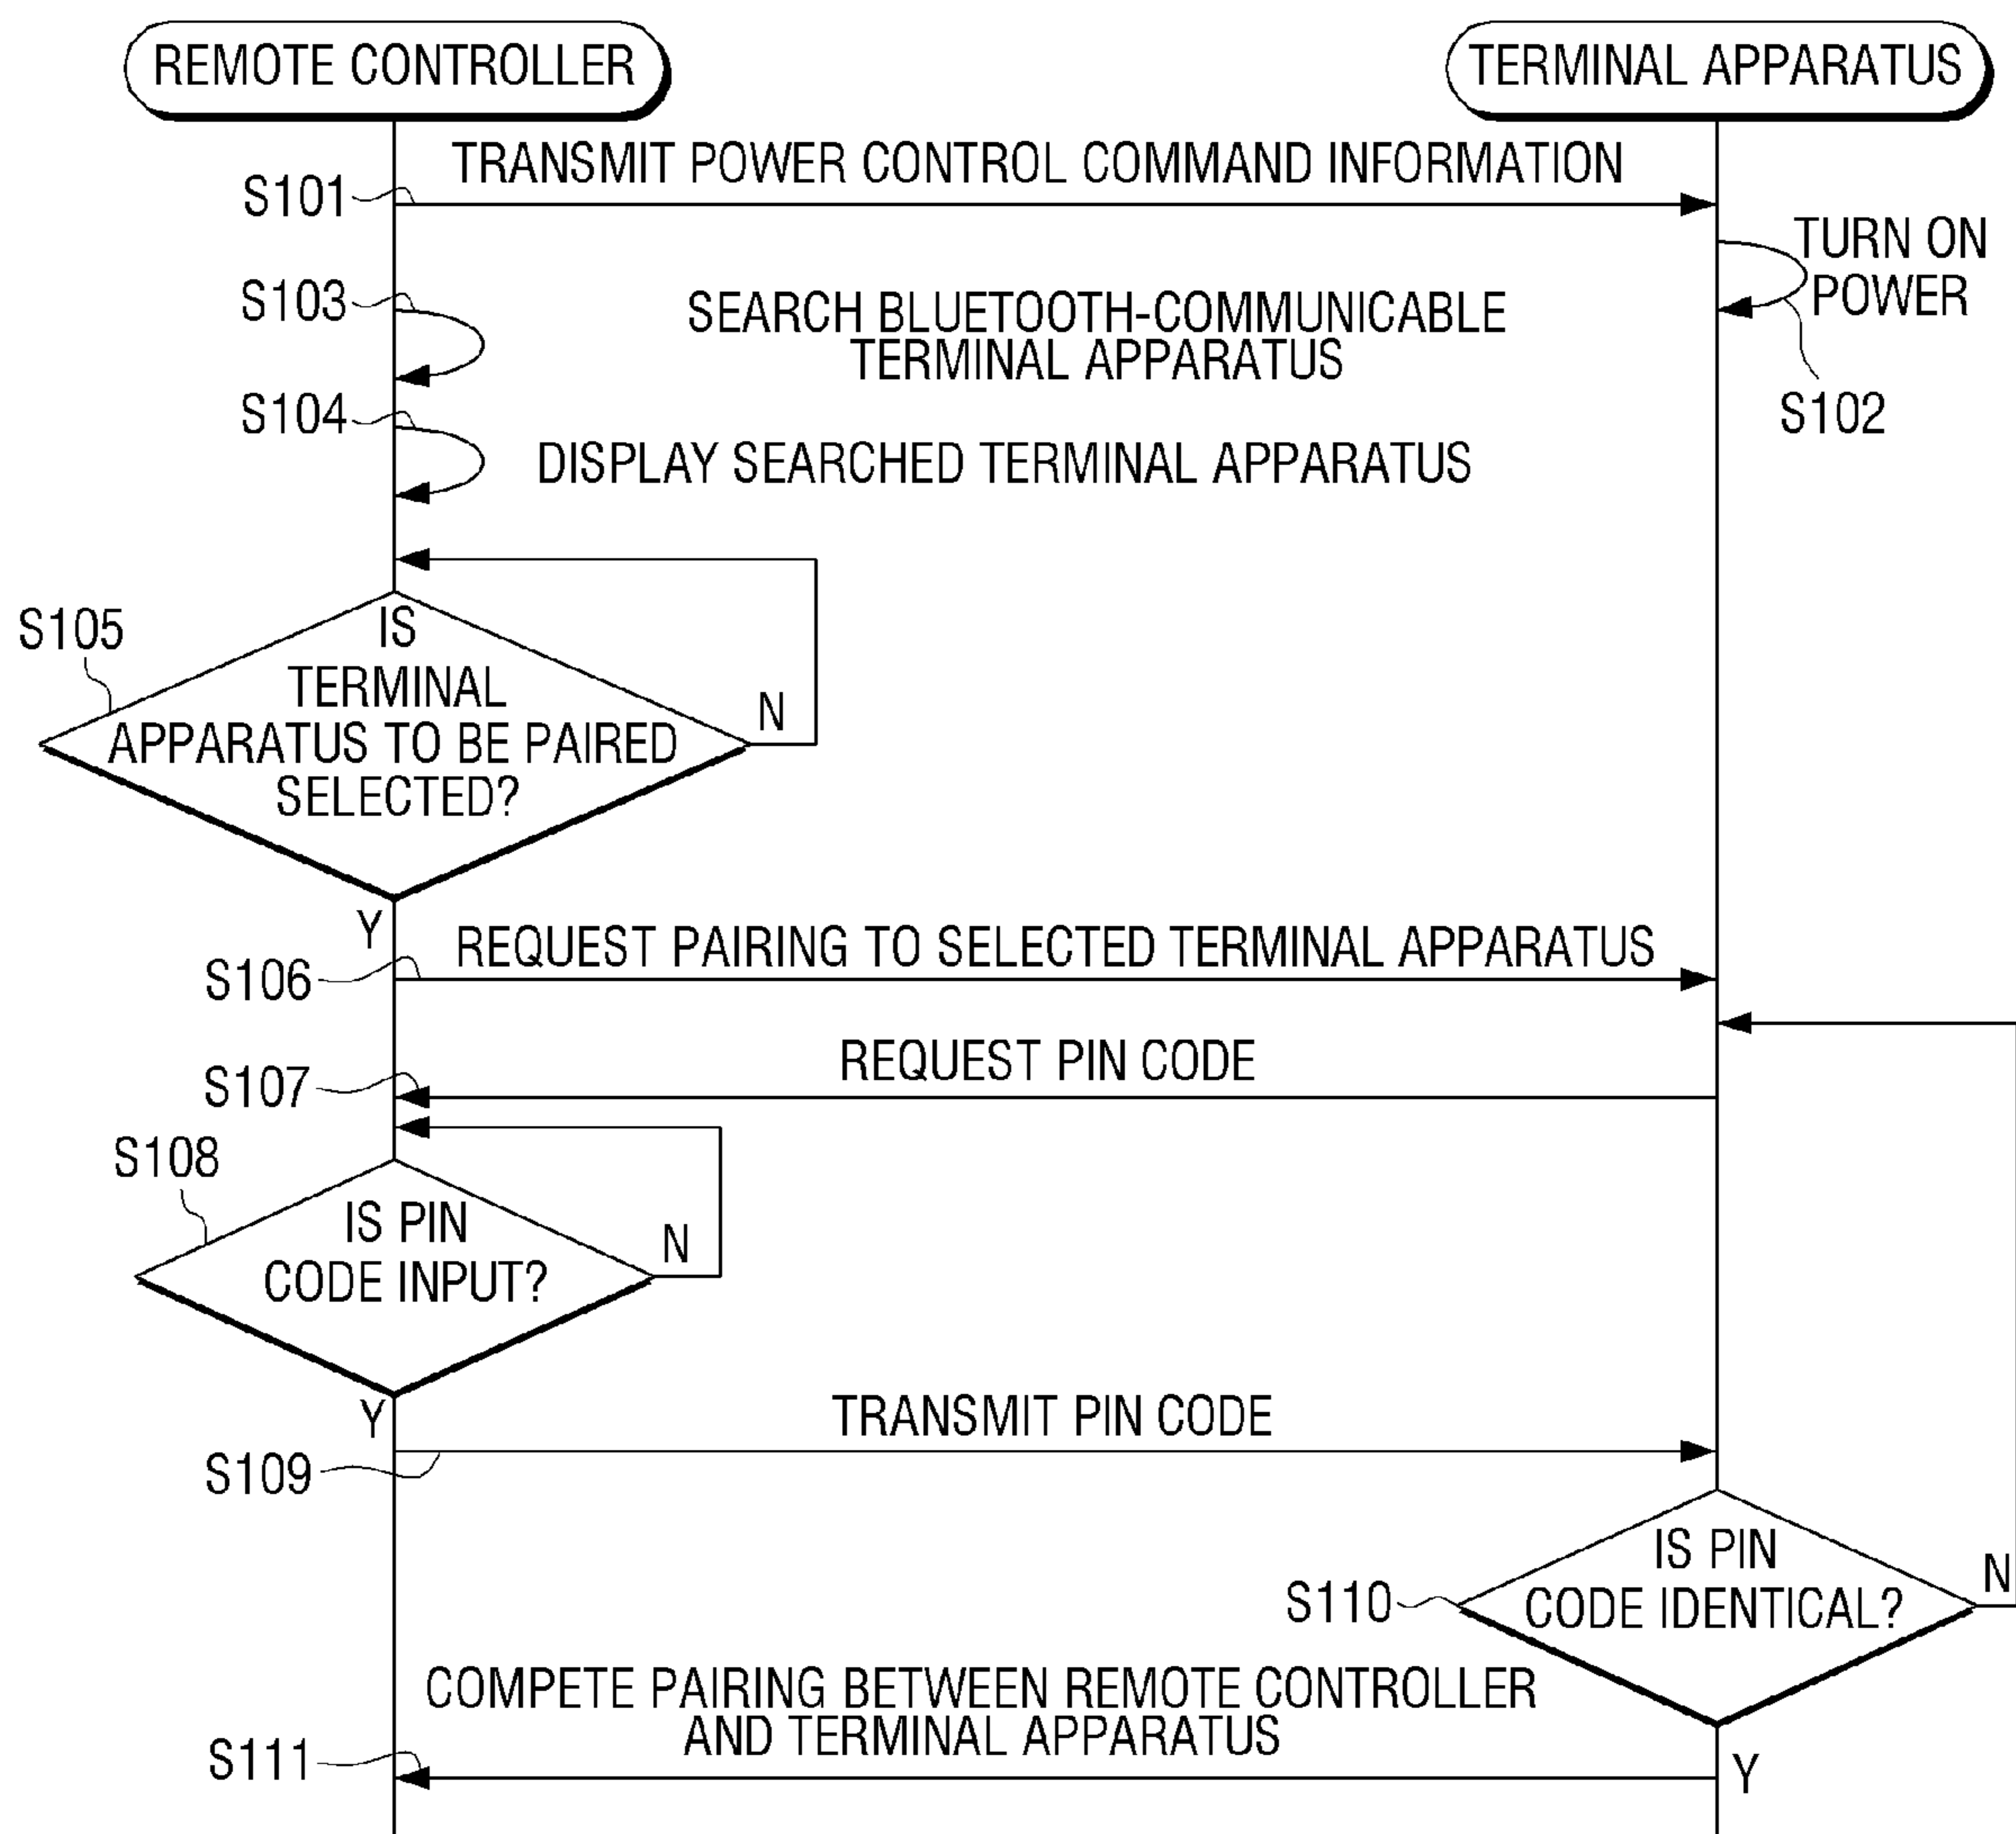 REMOTE CONTROLLER
TERMINAL APPARATUS
TRANSMIT POWER CONTROL COMMAND INFORMATION
S101
TURN ON
POWER
S102
S103
SEARCH BLUETOOTH-COMMUNICABLE
TERMINAL APPARATUS
S104
DISPLAY SEARCHED TERMINAL APPARATUS
S105
IS
TERMINAL
APPARATUS TO BE PAIRED
SELECTED?
N
Y
REQUEST PAIRING TO SELECTED TERMINAL APPARATUS
S106
REQUEST PIN CODE
S107
S108
IS PIN
CODE INPUT?
N
Y
TRANSMIT PIN CODE
S109
IS PIN
CODE IDENTICAL?
S110
N
COMPETE PAIRING BETWEEN REMOTE CONTROLLER
AND TERMINAL APPARATUS
S111
Y